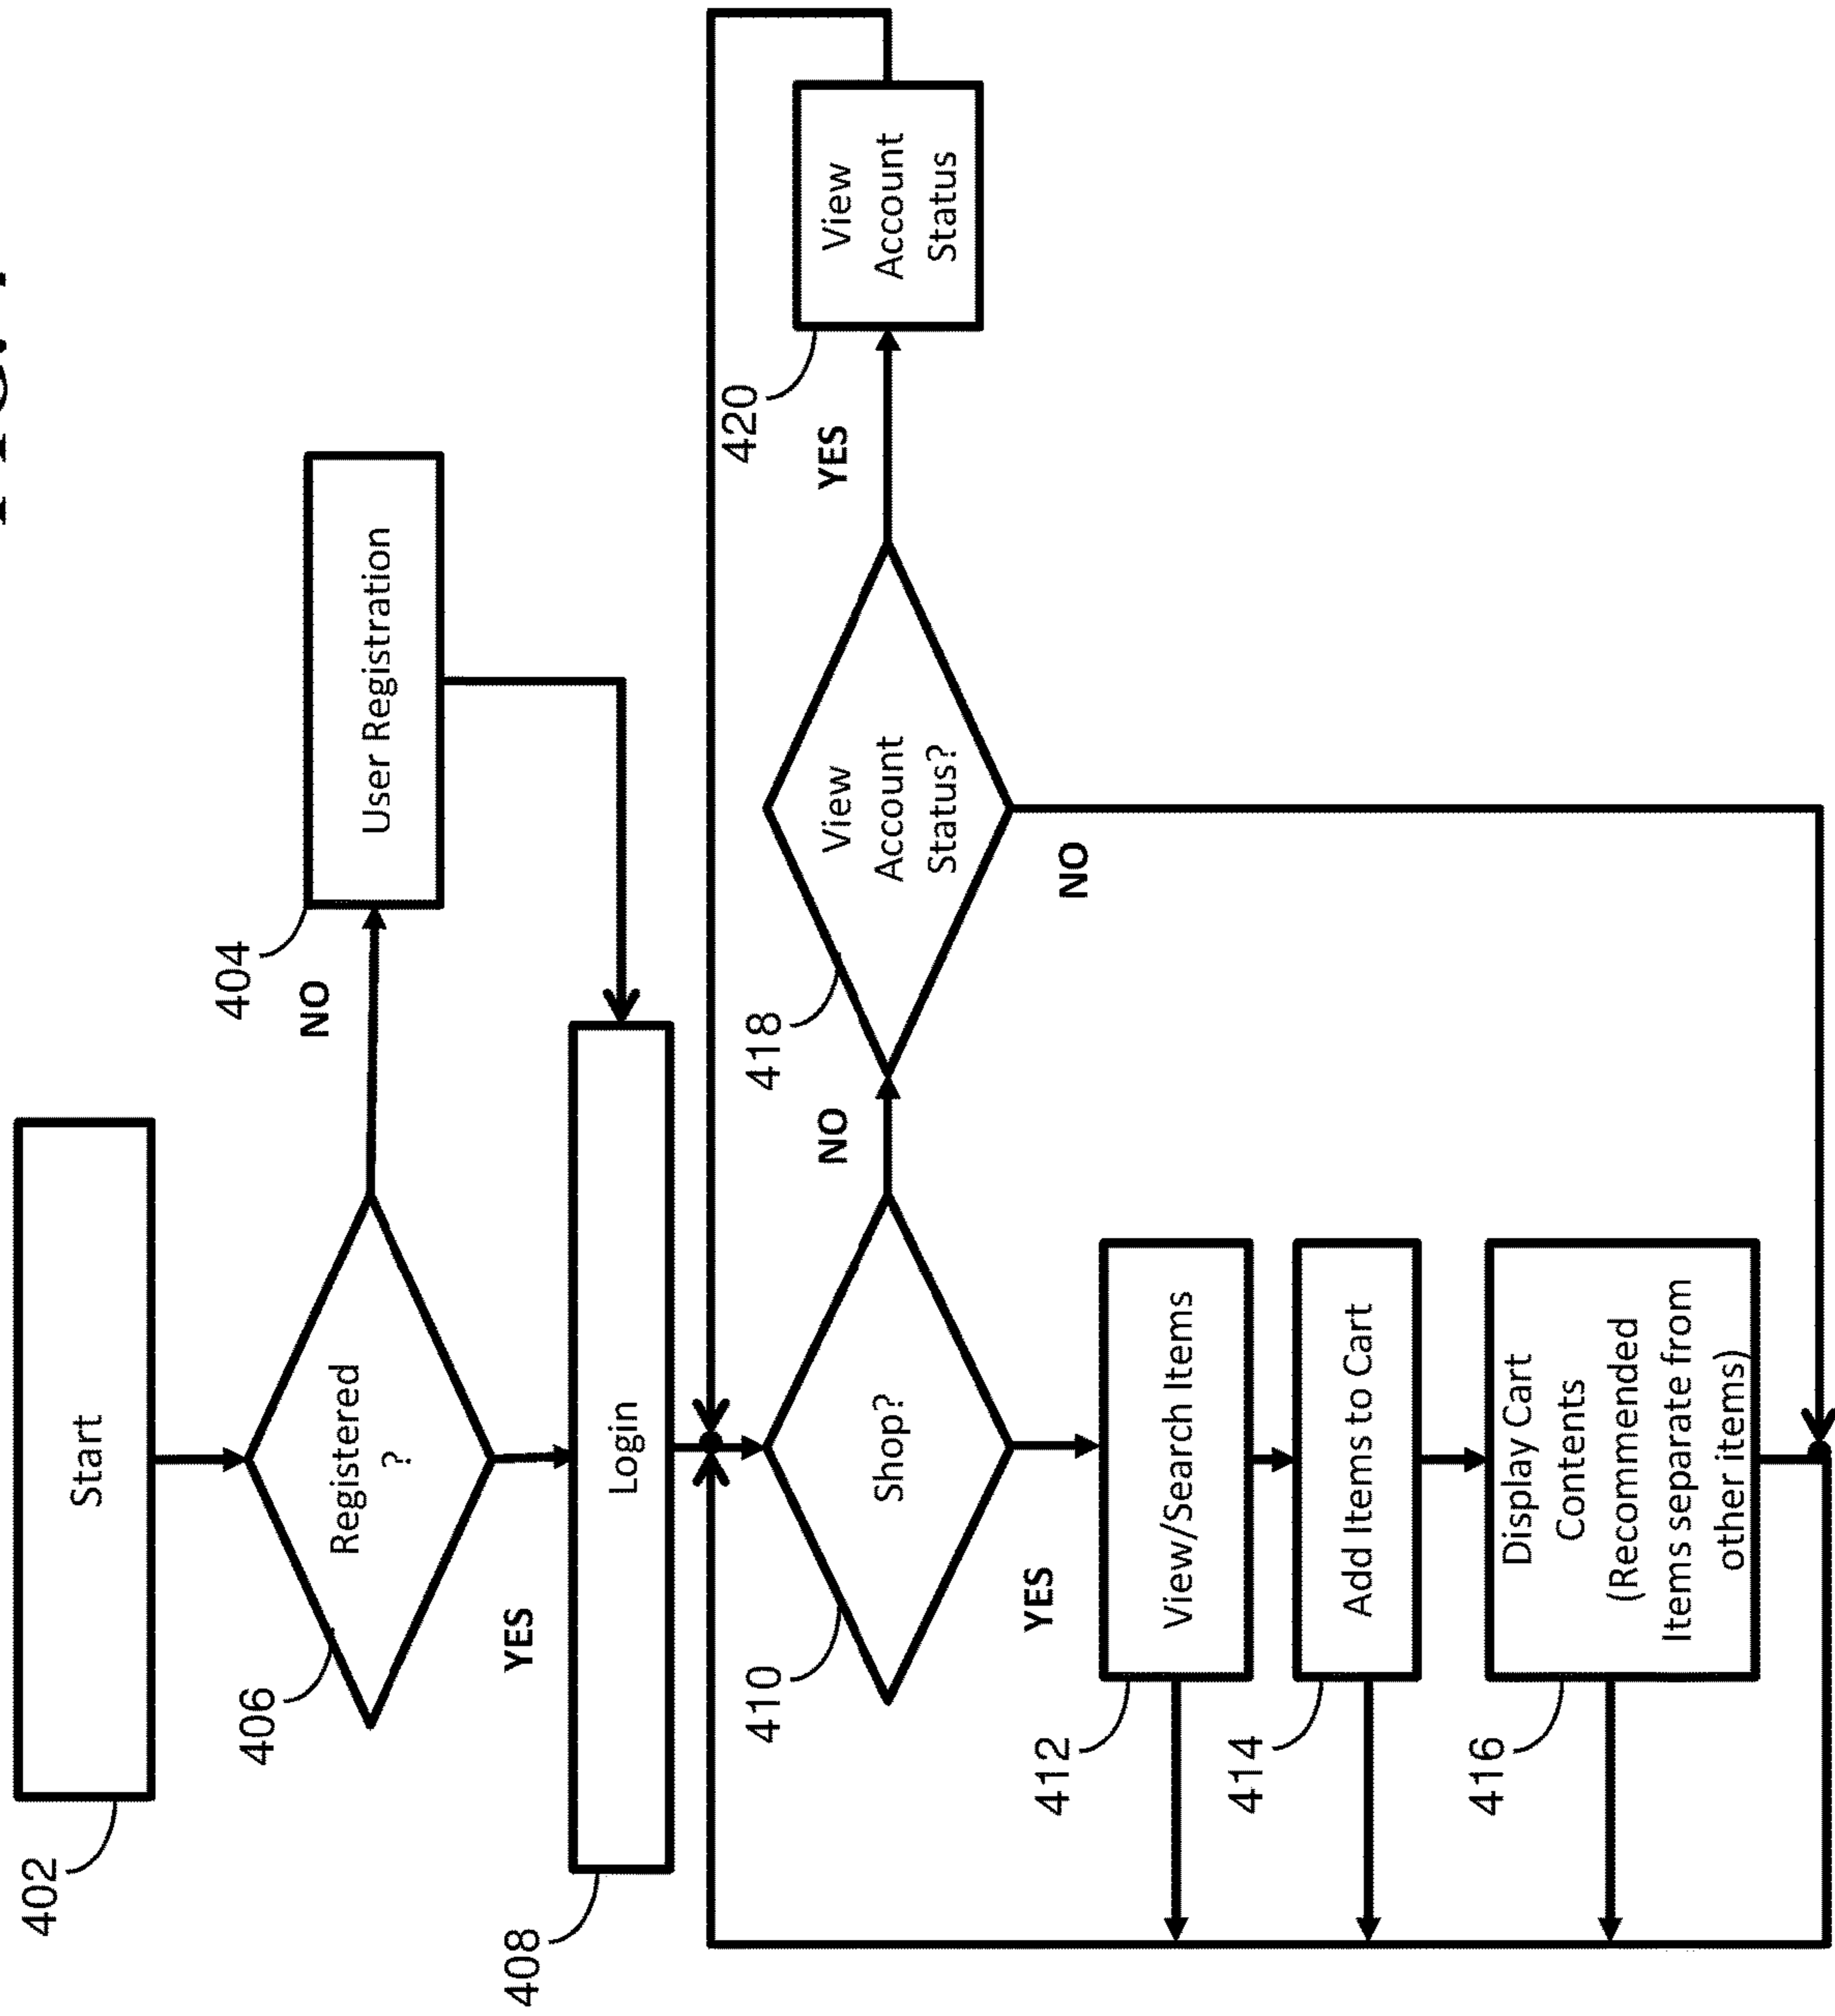 402
Start
406
Registered
?
NO
404
User Registration
YES
408
Login
410
Shop?
NO
418
View
Account
Status?
YES
420
View
Account
Status
NO
YES
412
View/Search Items
414
Add Items to Cart
416
Display Cart
Contents
(Recommended
Items separate from
other items)